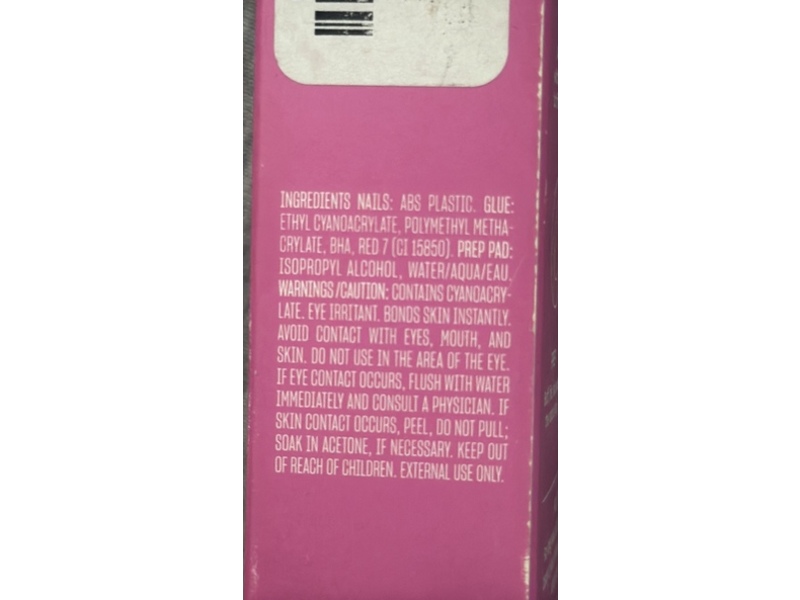 INGREDIENTS NAILS: ABS PLASTIC. GLUE:
ETHYL CYANOACRYLATE, POLYMETHYL METHA-
CRYLATE, BHA, RED 7 (CI 15850). PREP PAD:
ISOPROPYL ALCOHOL, WATER/AQUA/EAU.
WARNINGS/CAUTION: CONTAINS CYANOACRY-
LATE. EYE IRRITANT. BONDS SKIN INSTANTLY.
AVOID CONTACT WITH EYES, MOUTH, AND
SKIN. DO NOT USE IN THE AREA OF THE EYE.
IF EYE CONTACT OCCURS, FLUSH WITH WATER
IMMEDIATELY AND CONSULT A PHYSICIAN. IF
SKIN CONTACT OCCURS, PEEL, DO NOT PULL;
SOAK IN ACETONE, IF NECESSARY. KEEP OUT
OF REACH OF CHILDREN. EXTERNAL USE ONLY.